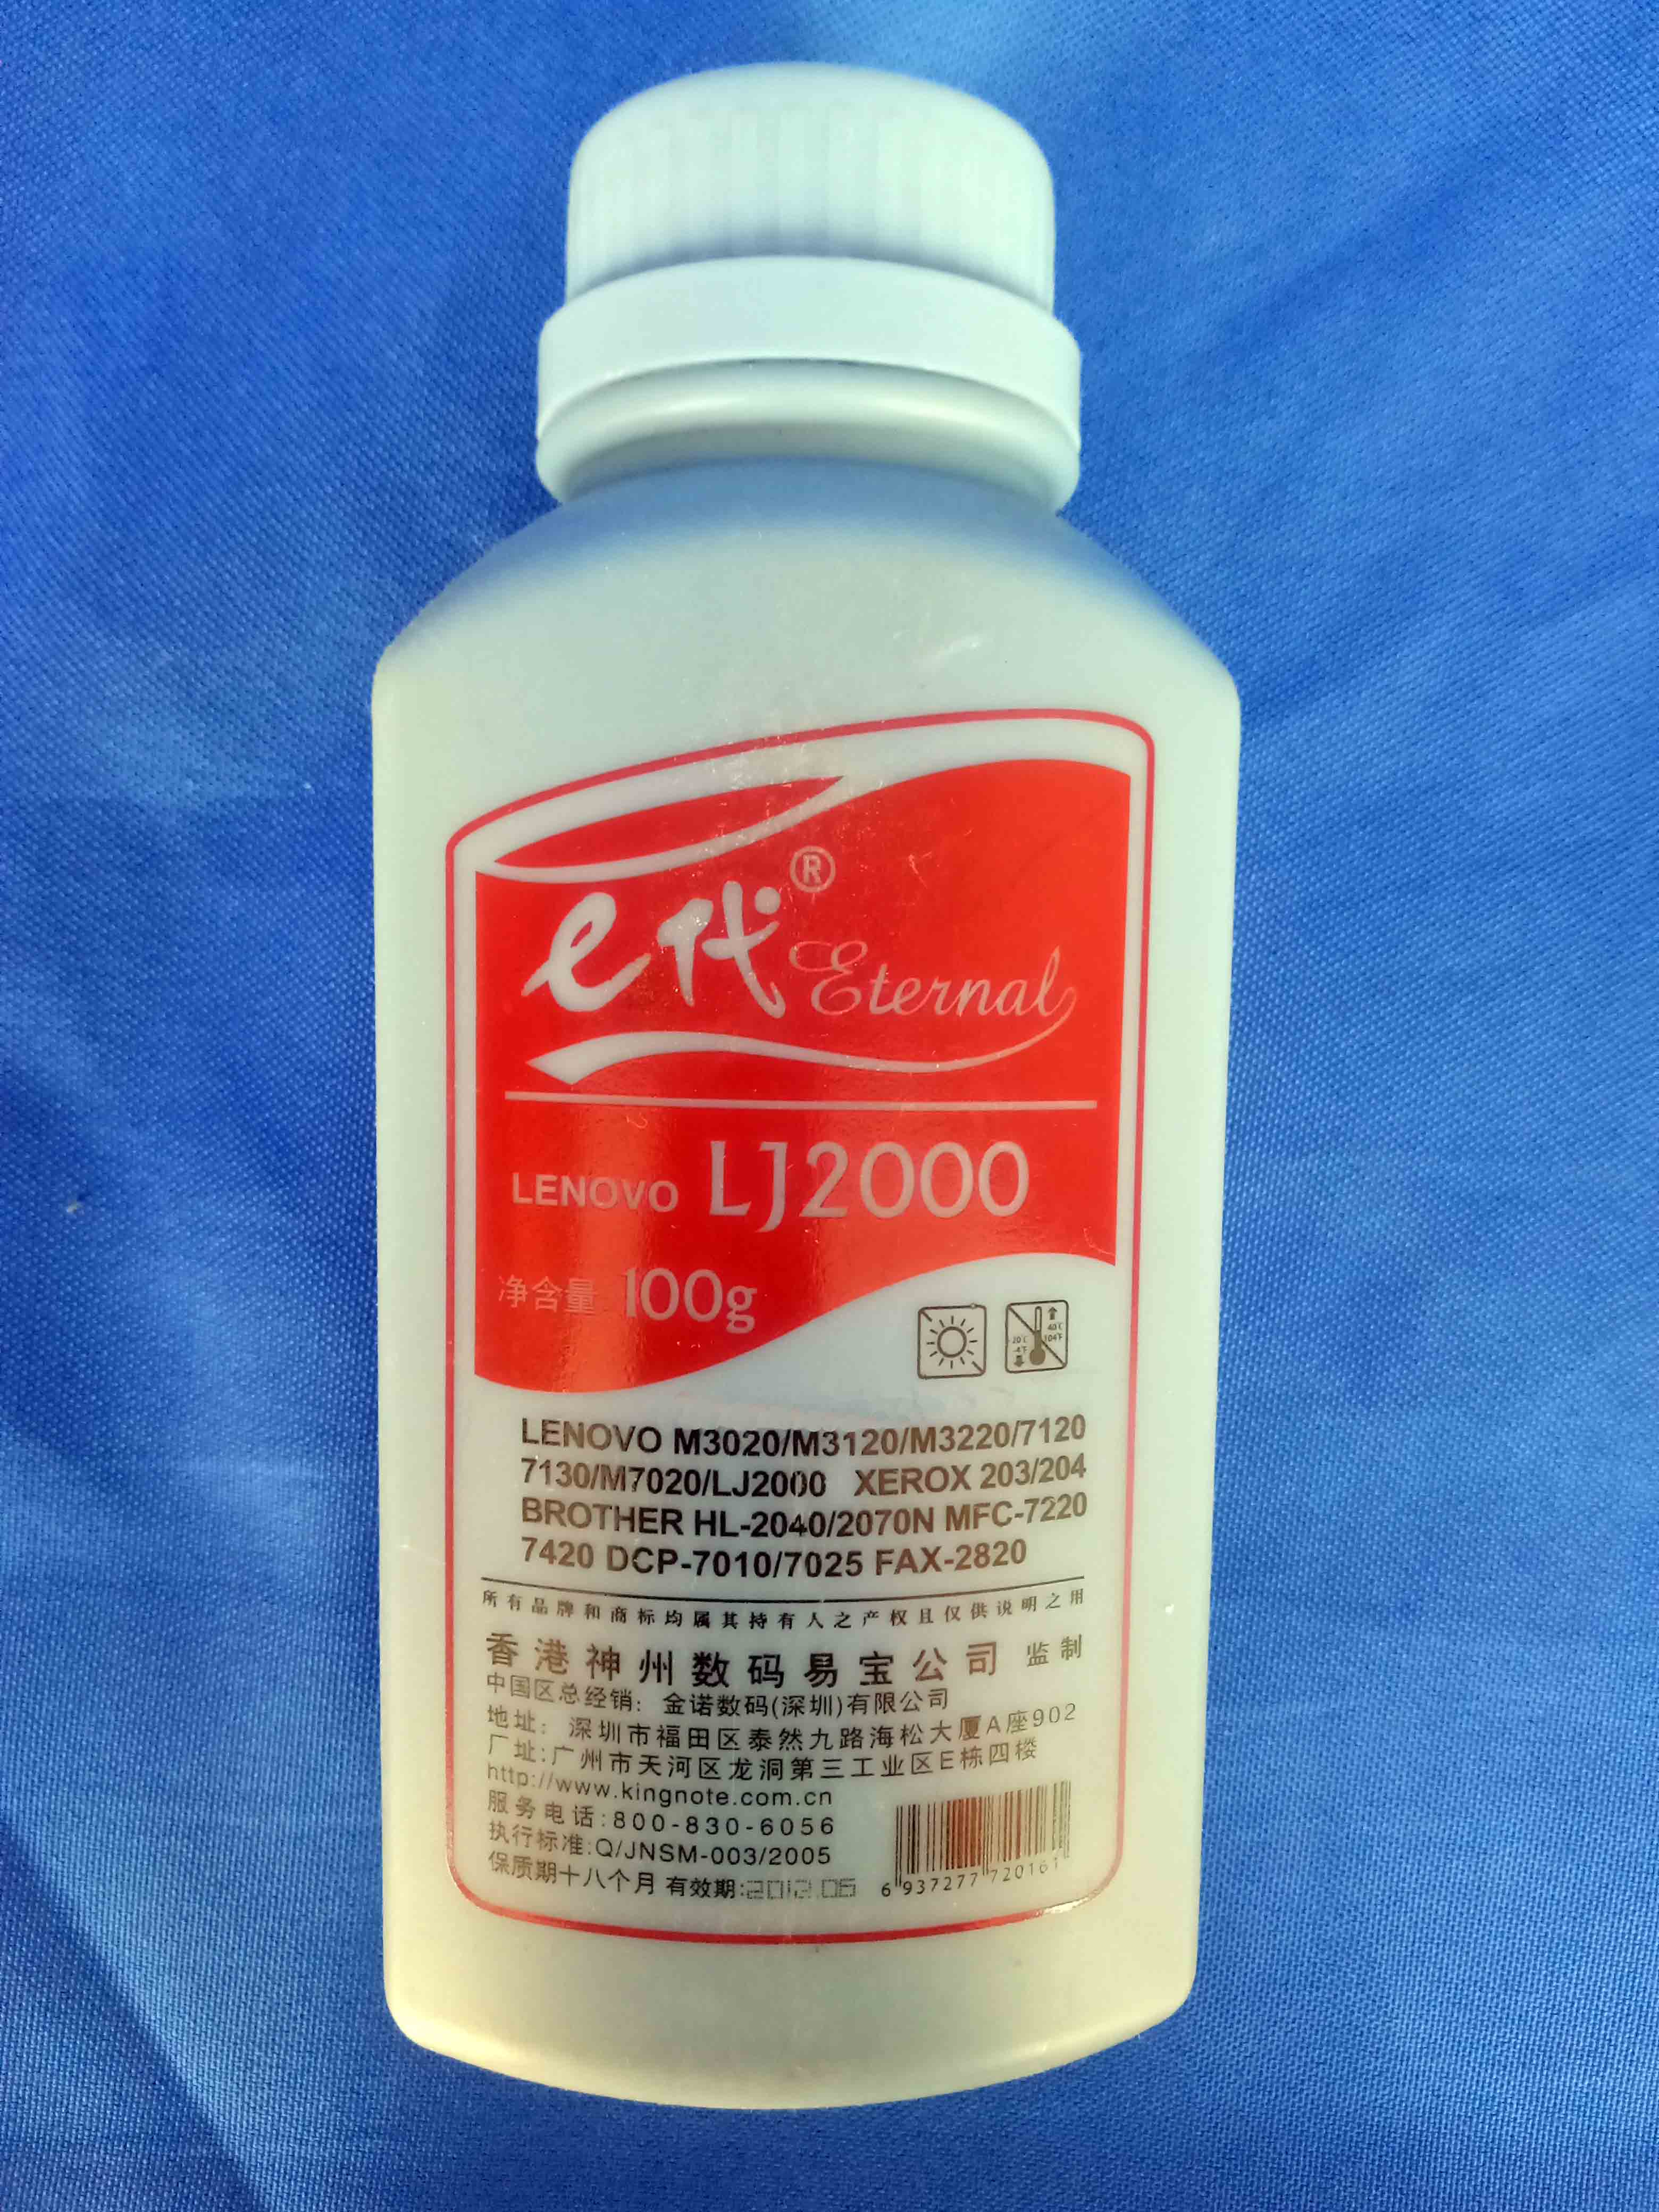 e代® Eternal
LENOVO LJ2000
净含量 100g
40℃
-20℃ 104℉
-4℉
LENOVO M3020/M3120/M3220/7120
7130/M7020/LJ2000 XEROX 203/204
BROTHER HL-2040/2070N MFC-7220
7420 DCP-7010/7025 FAX-2820
所有品牌和商标均属其持有人之产权且仅供说明之用
香港神州数码易宝公司 监制
中国区总经销: 金诺数码(深圳)有限公司
地址: 深圳市福田区泰然九路海松大厦A座902
厂址:广州市天河区龙洞第三工业区E栋四楼
http://www.kingnote.com.cn
服务电话:800-830-6056
执行标准:Q/JNSM-003/2005
保质期十八个月 有效期:2012.06
6 937277 720161